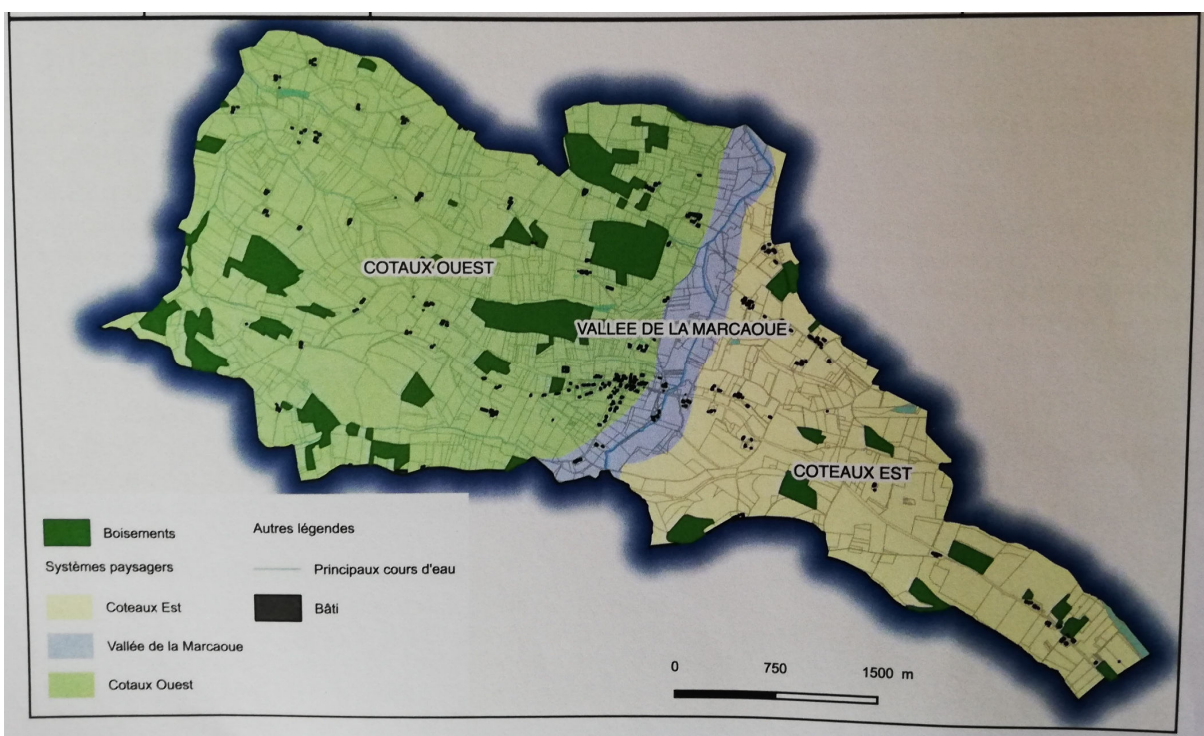 COTAUX OUEST
VALLEE DE LA MARCAOUE
COTEAUX EST
Boisements
Systèmes paysagers
Coteaux Est
Vallée de la Marcaoue
Cotaux Ouest
Autres légendes
Principaux cours d'eau
Bâti
0 750 1500 m